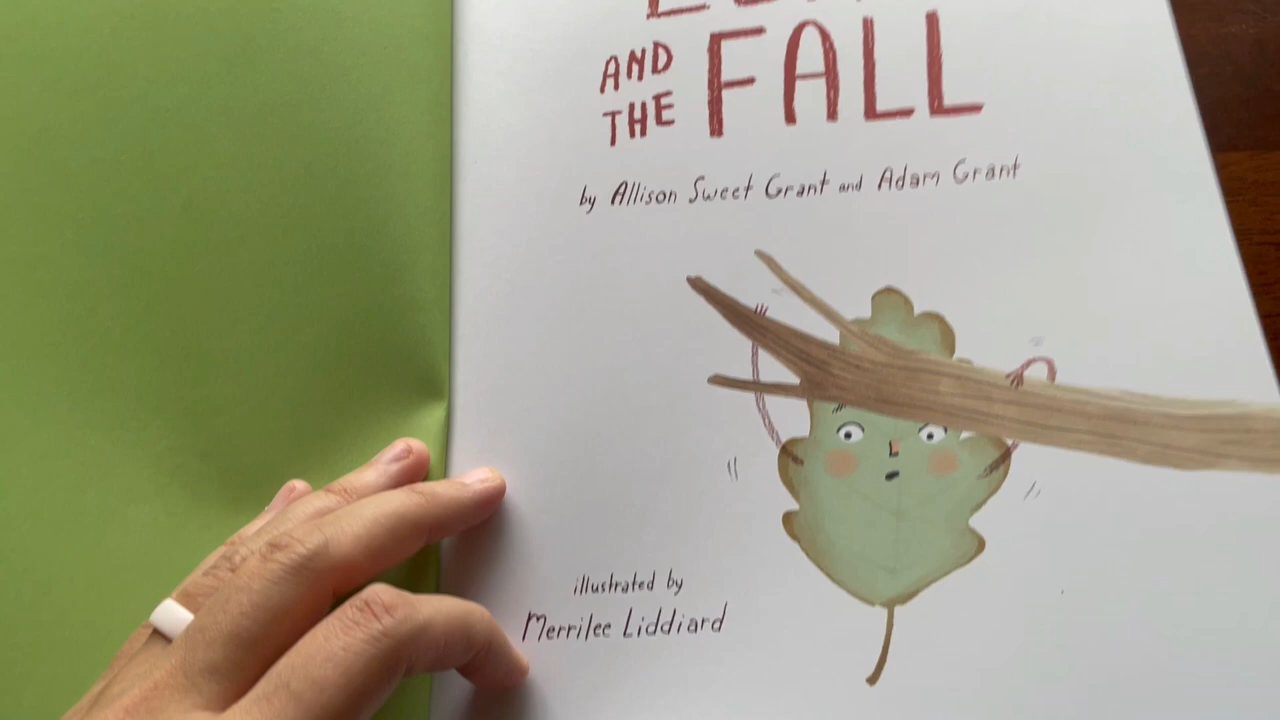 AND
THE FALL
by Allison Sweet Grant and Adam Grant
illustrated by
Merrilee Liddiard